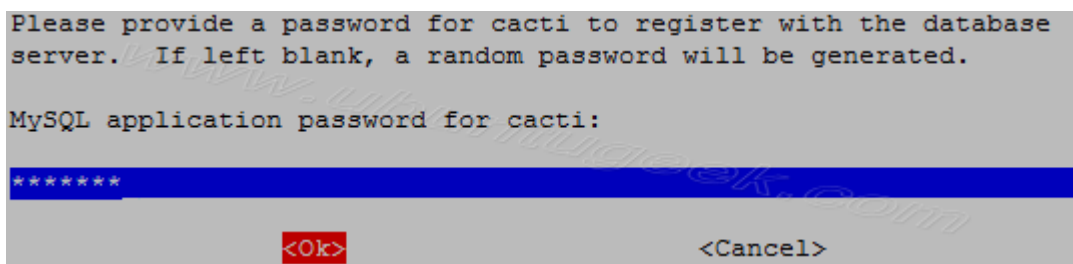 Please provide a password for cacti to register with the database
server. If left blank, a random password will be generated.
MySQL application password for cacti:
*******
<Ok> <Cancel>
www.ubuntugeek.com